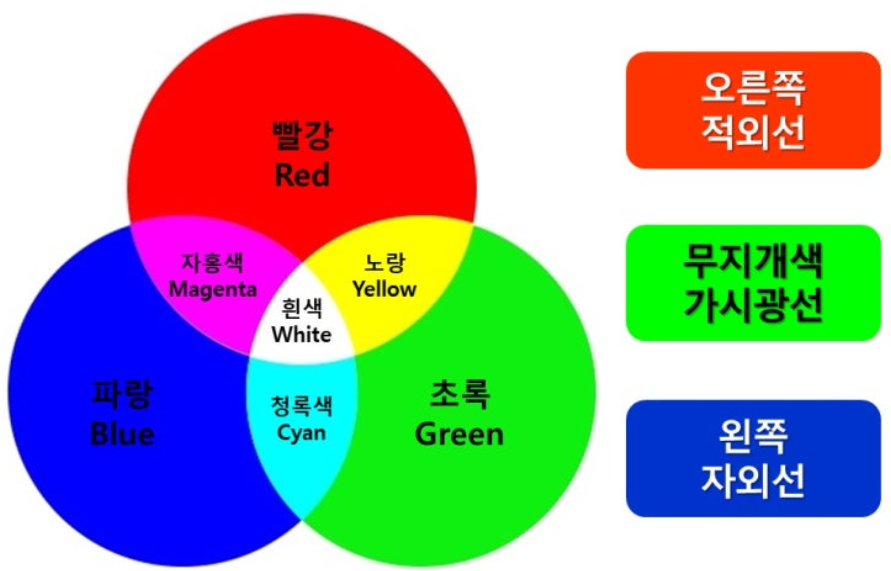 빨강
Red
자홍색
Magenta
노랑
Yellow
흰색
White
파랑
Blue
청록색
Cyan
초록
Green
오른쪽
적외선
무지개색
가시광선
왼쪽
자외선